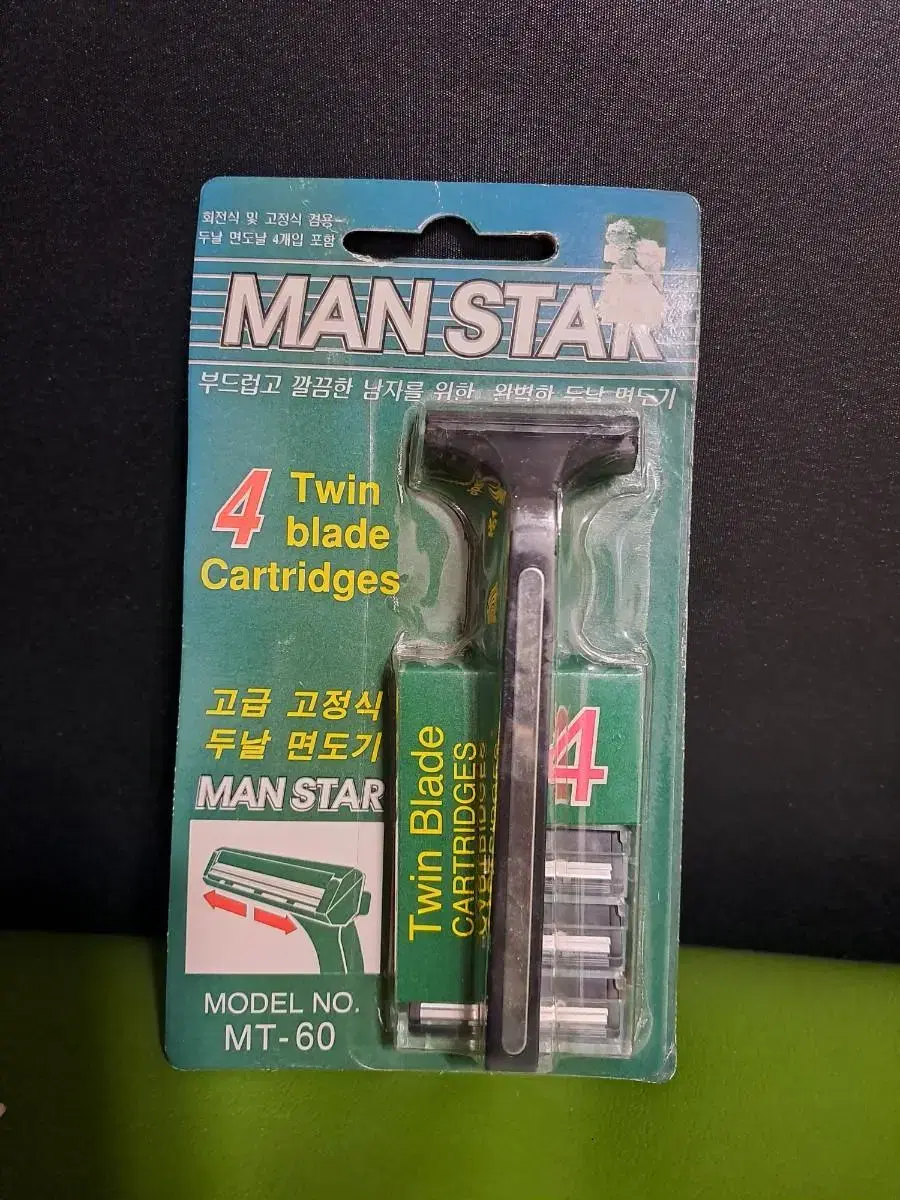 회전식 및 고정식 겸용
두날 면도날 4개입 포함
MAN STAR
부드럽고 깔끔한 남자를 위한 완벽한 두날 면도기
4 Twin
blade
Cartridges
고급 고정식
두날 면도기
MAN STAR
MODEL NO.
MT-60
Twin Blade
CARTRIDGES
4